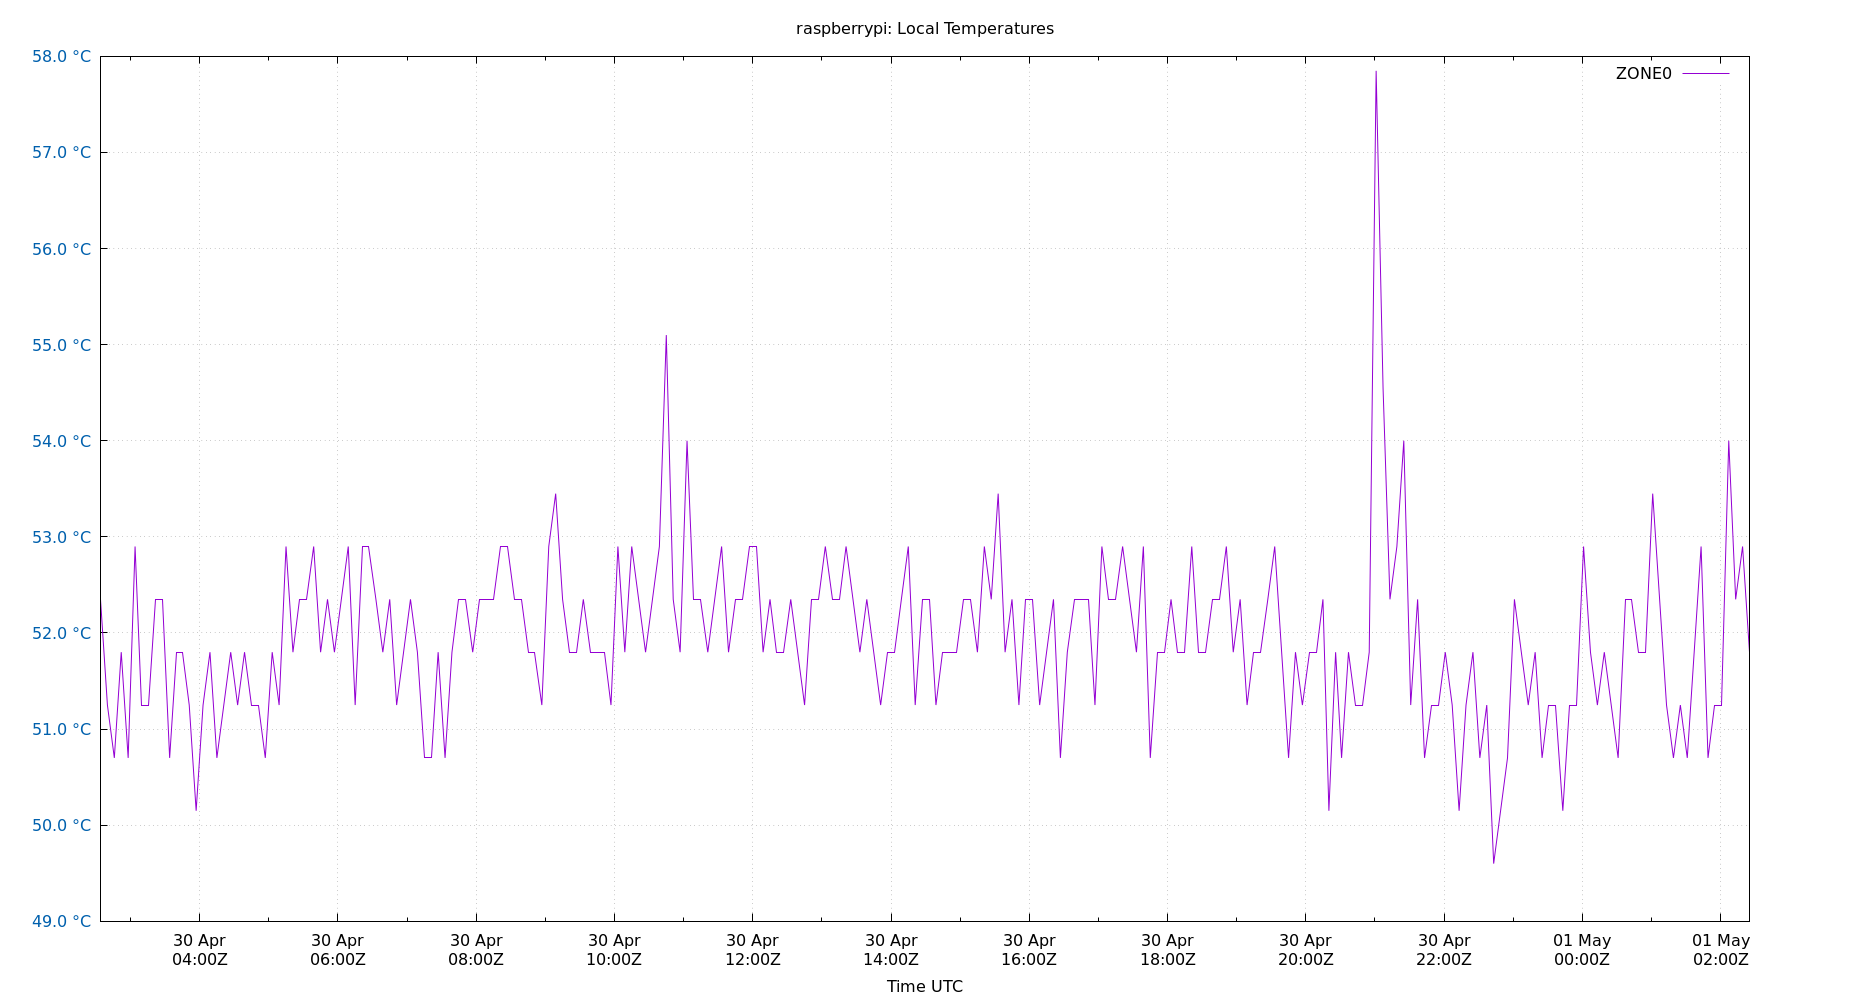 raspberrypi: Local Temperatures
58.0 °C
ZONE0
57.0 °C
56.0 °C
55.0 °C
54.0 °C
53.0 °C
52.0 °C
51.0 °C
50.0 °C
49.0 °C
30 Apr 30 Apr 30 Apr 30 Apr 30 Apr 30 Apr 30 Apr 30 Apr 30 Apr 30 Apr 01 May 01 May
04:00Z 06:00Z 08:00Z 10:00Z 12:00Z 14:00Z 16:00Z 18:00Z 20:00Z 22:00Z 00:00Z 02:00Z
Time UTC